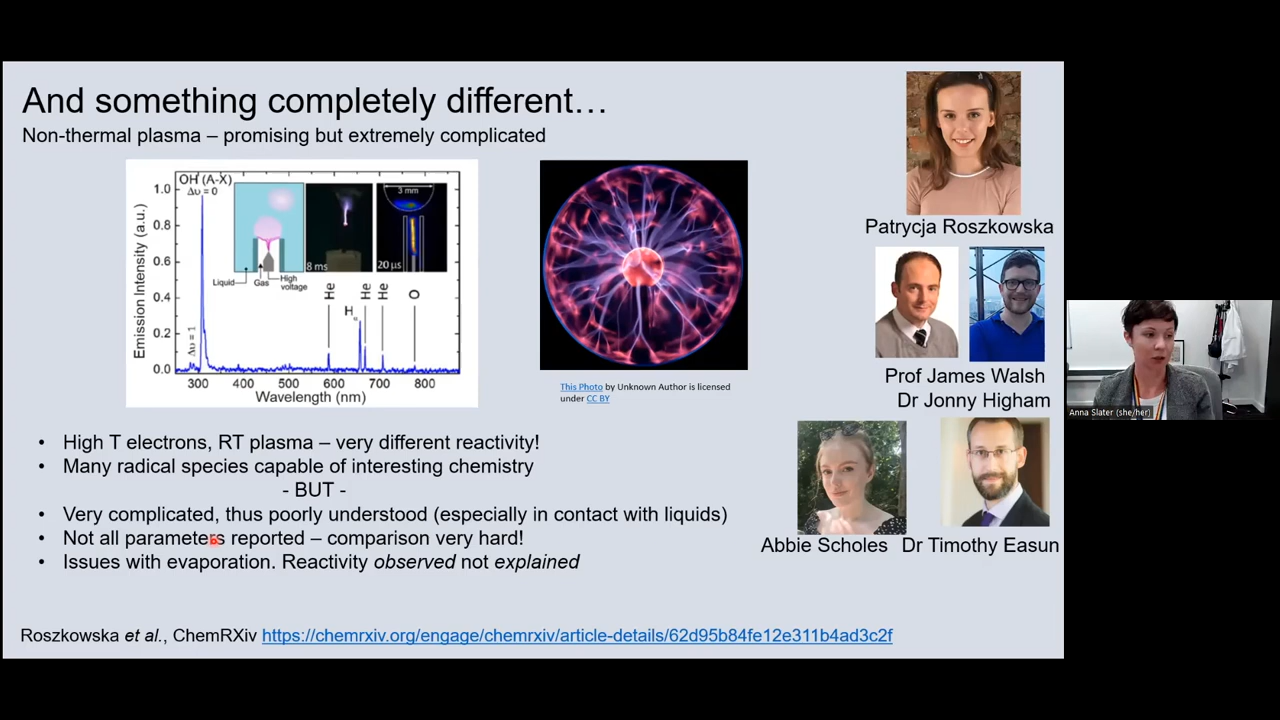 And something completely different…
Non-thermal plasma – promising but extremely complicated
OH (A-X)
Δυ = 0
Δυ = 1
Emission Intensity (a.u.)
1.0
0.8
0.6
0.4
0.2
0.0
300
400
500
600
700
800
Wavelength (nm)
Liquid
Gas
High
voltage
8 ms
3 mm
20 µs
He
Hα
He
He
O
This Photo by Unknown Author is licensed
under CC BY
• High T electrons, RT plasma – very different reactivity!
• Many radical species capable of interesting chemistry
- BUT -
• Very complicated, thus poorly understood (especially in contact with liquids)
• Not all parameters reported – comparison very hard!
• Issues with evaporation. Reactivity observed not explained
Roszkowska et al., ChemRXiv https://chemrxiv.org/engage/chemrxiv/article-details/62d95b84fe12e311b4ad3c2f
Patrycja Roszkowska
Prof James Walsh
Dr Jonny Higham
Abbie Scholes
Dr Timothy Easun
Anna Slater (she/her)